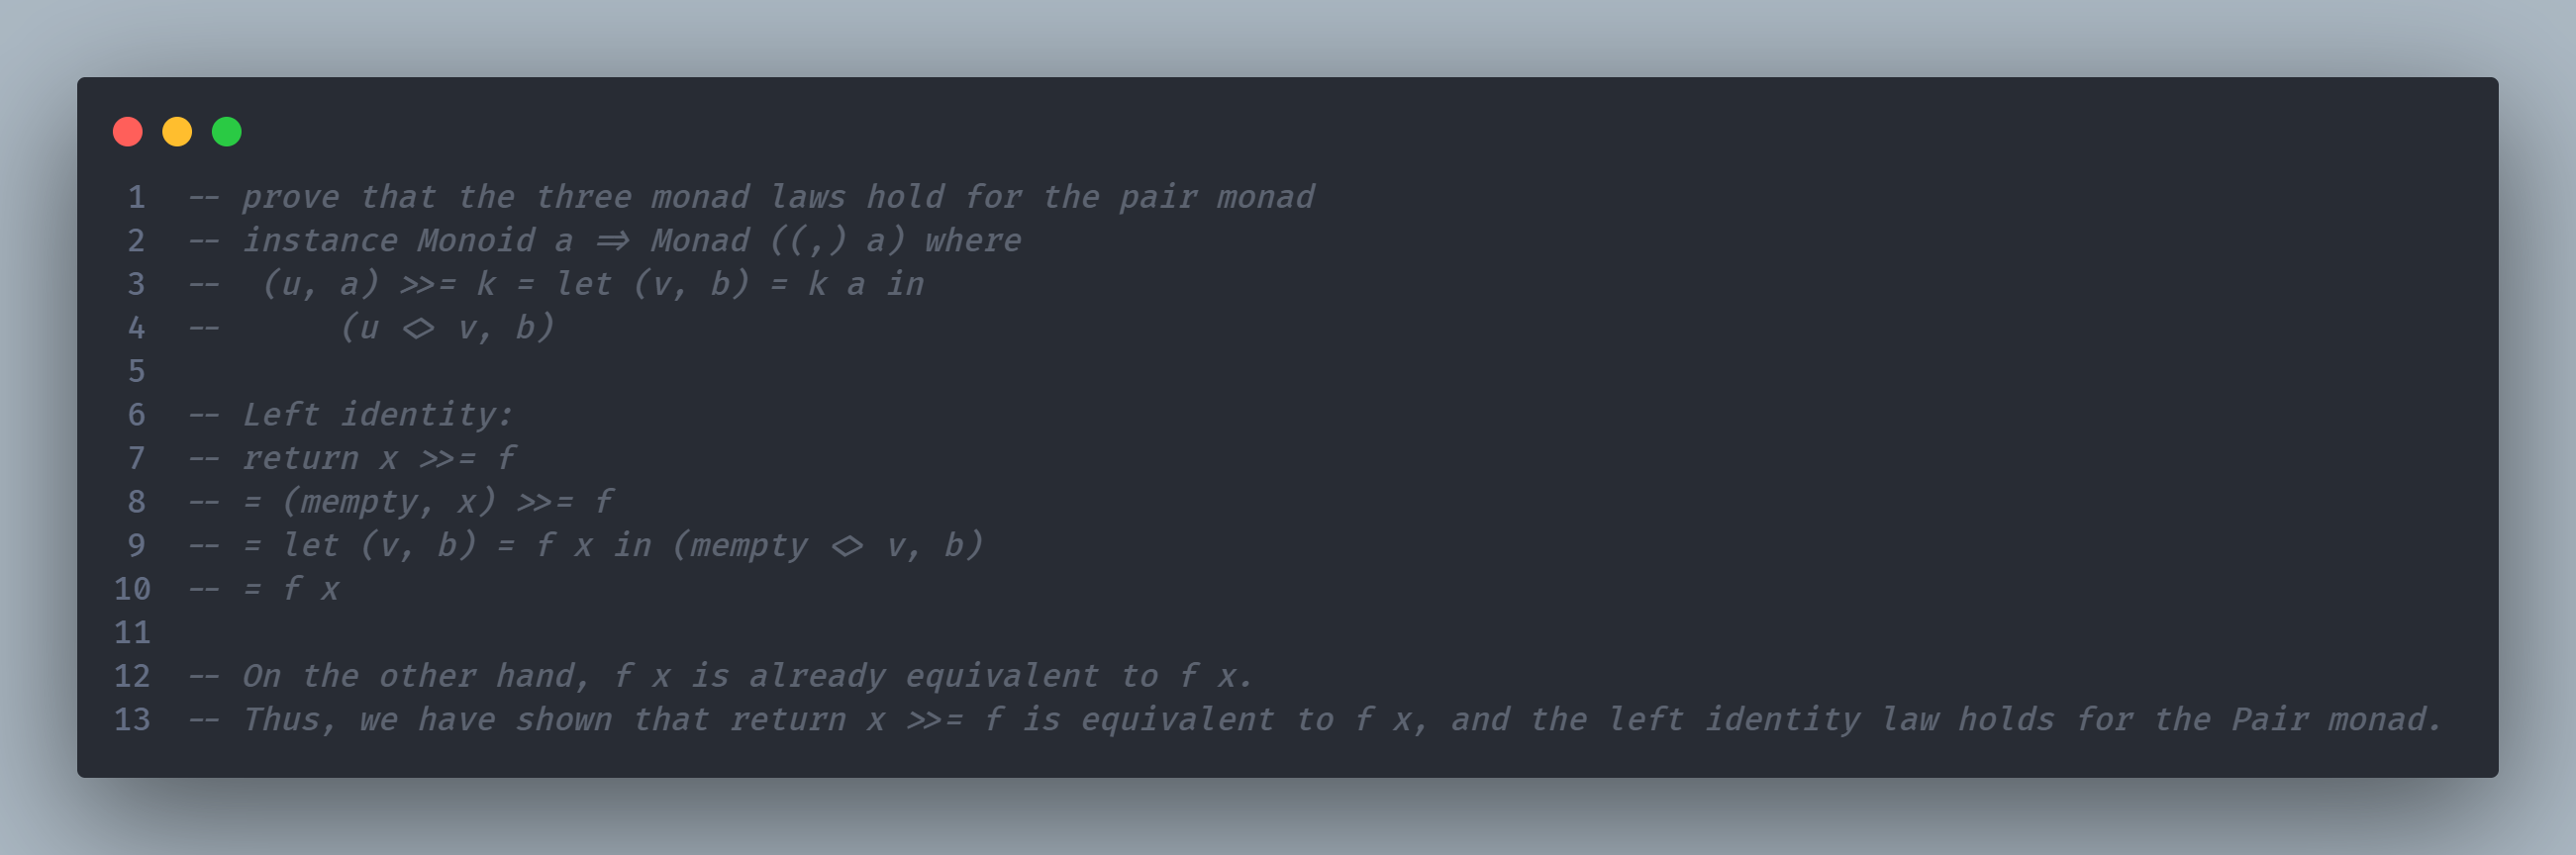 1 -- prove that the three monad laws hold for the pair monad
2 -- instance Monoid a => Monad ((,) a) where
3 --  (u, a) >>= k = let (v, b) = k a in
4 --      (u <> v, b)
5
6 -- Left identity:
7 -- return x >>= f
8 -- = (mempty, x) >>= f
9 -- = let (v, b) = f x in (mempty <> v, b)
10 -- = f x
11
12 -- On the other hand, f x is already equivalent to f x.
13 -- Thus, we have shown that return x >>= f is equivalent to f x, and the left identity law holds for the Pair monad.